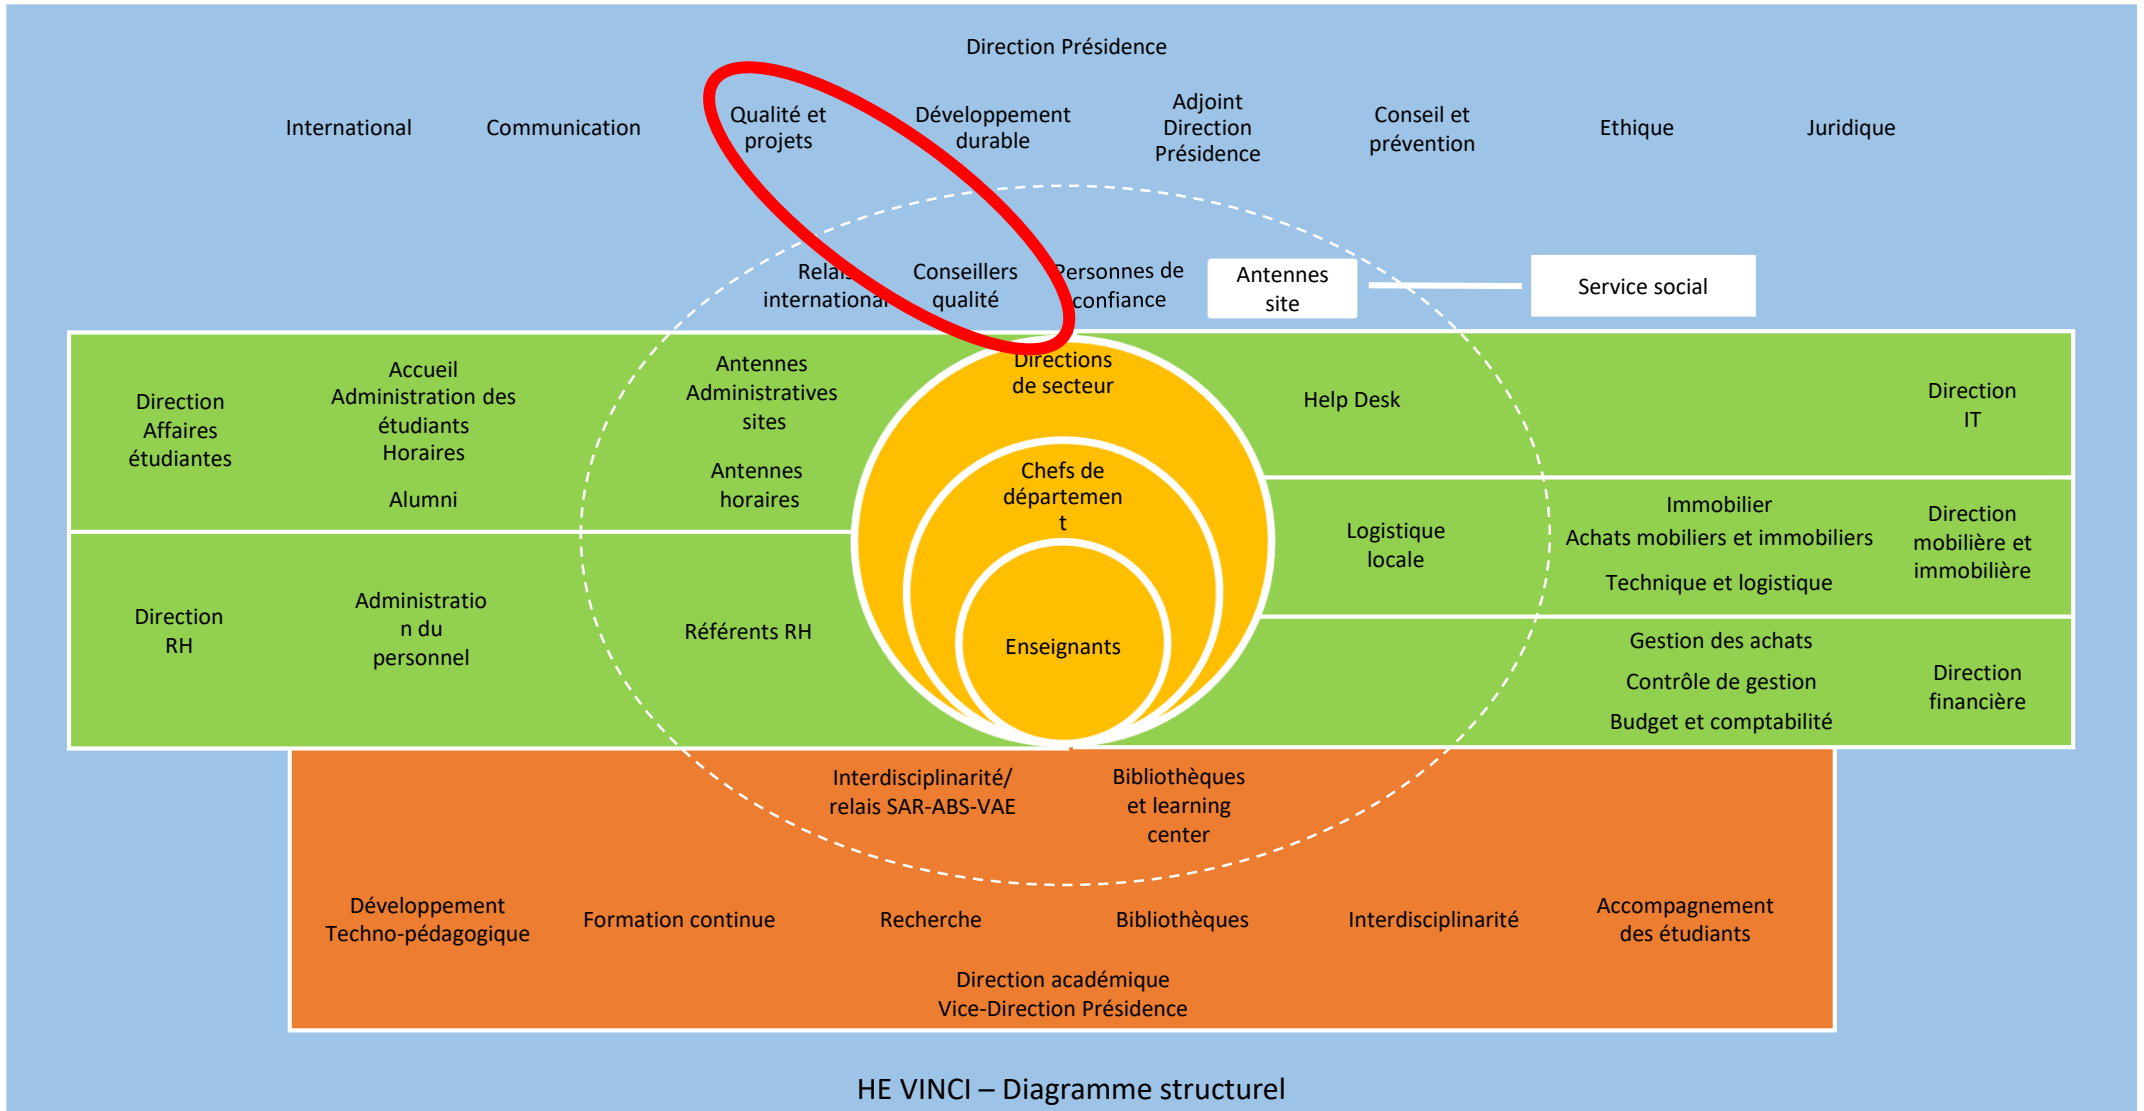 Direction Présidence
International
Communication
Qualité et
projets
Développement
durable
Adjoint
Direction
Présidence
Conseil et
prévention
Ethique
Juridique
Relais
international
Conseillers
qualité
Personnes de
confiance
Antennes
site
Service social
Direction
Affaires
étudiantes
Accueil
Administration des
étudiants
Horaires
Alumni
Antennes
Administratives
sites
Antennes
horaires
Directions
de secteur
Chefs de
départemen
t
Enseignants
Help Desk
Direction
IT
Logistique
locale
Immobilier
Achats mobiliers et immobiliers
Technique et logistique
Direction
mobilière et
immobilière
Direction
RH
Administratio
n du
personnel
Référents RH
Gestion des achats
Contrôle de gestion
Budget et comptabilité
Direction
financière
Interdisciplinarité/
relais SAR-ABS-VAE
Bibliothèques
et learning
center
Développement
Techno-pédagogique
Formation continue
Recherche
Bibliothèques
Interdisciplinarité
Accompagnement
des étudiants
Direction académique
Vice-Direction Présidence
HE VINCI – Diagramme structurel